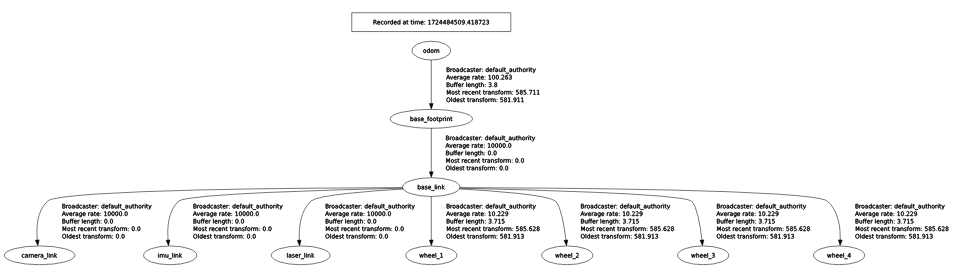 Recorded at time: 1724484509.418723
odom
Broadcaster: default_authority
Average rate: 100.263
Buffer length: 3.8
Most recent transform: 585.711
Oldest transform: 581.911
base_footprint
Broadcaster: default_authority
Average rate: 10000.0
Buffer length: 0.0
Most recent transform: 0.0
Oldest transform: 0.0
base_link
Broadcaster: default_authority
Average rate: 10000.0
Buffer length: 0.0
Most recent transform: 0.0
Oldest transform: 0.0
Broadcaster: default_authority
Average rate: 10000.0
Buffer length: 0.0
Most recent transform: 0.0
Oldest transform: 0.0
Broadcaster: default_authority
Average rate: 10000.0
Buffer length: 0.0
Most recent transform: 0.0
Oldest transform: 0.0
Broadcaster: default_authority
Average rate: 10.229
Buffer length: 3.715
Most recent transform: 585.628
Oldest transform: 581.913
Broadcaster: default_authority
Average rate: 10.229
Buffer length: 3.715
Most recent transform: 585.628
Oldest transform: 581.913
Broadcaster: default_authority
Average rate: 10.229
Buffer length: 3.715
Most recent transform: 585.628
Oldest transform: 581.913
Broadcaster: default_authority
Average rate: 10.229
Buffer length: 3.715
Most recent transform: 585.628
Oldest transform: 581.913
camera_link
imu_link
laser_link
wheel_1
wheel_2
wheel_3
wheel_4